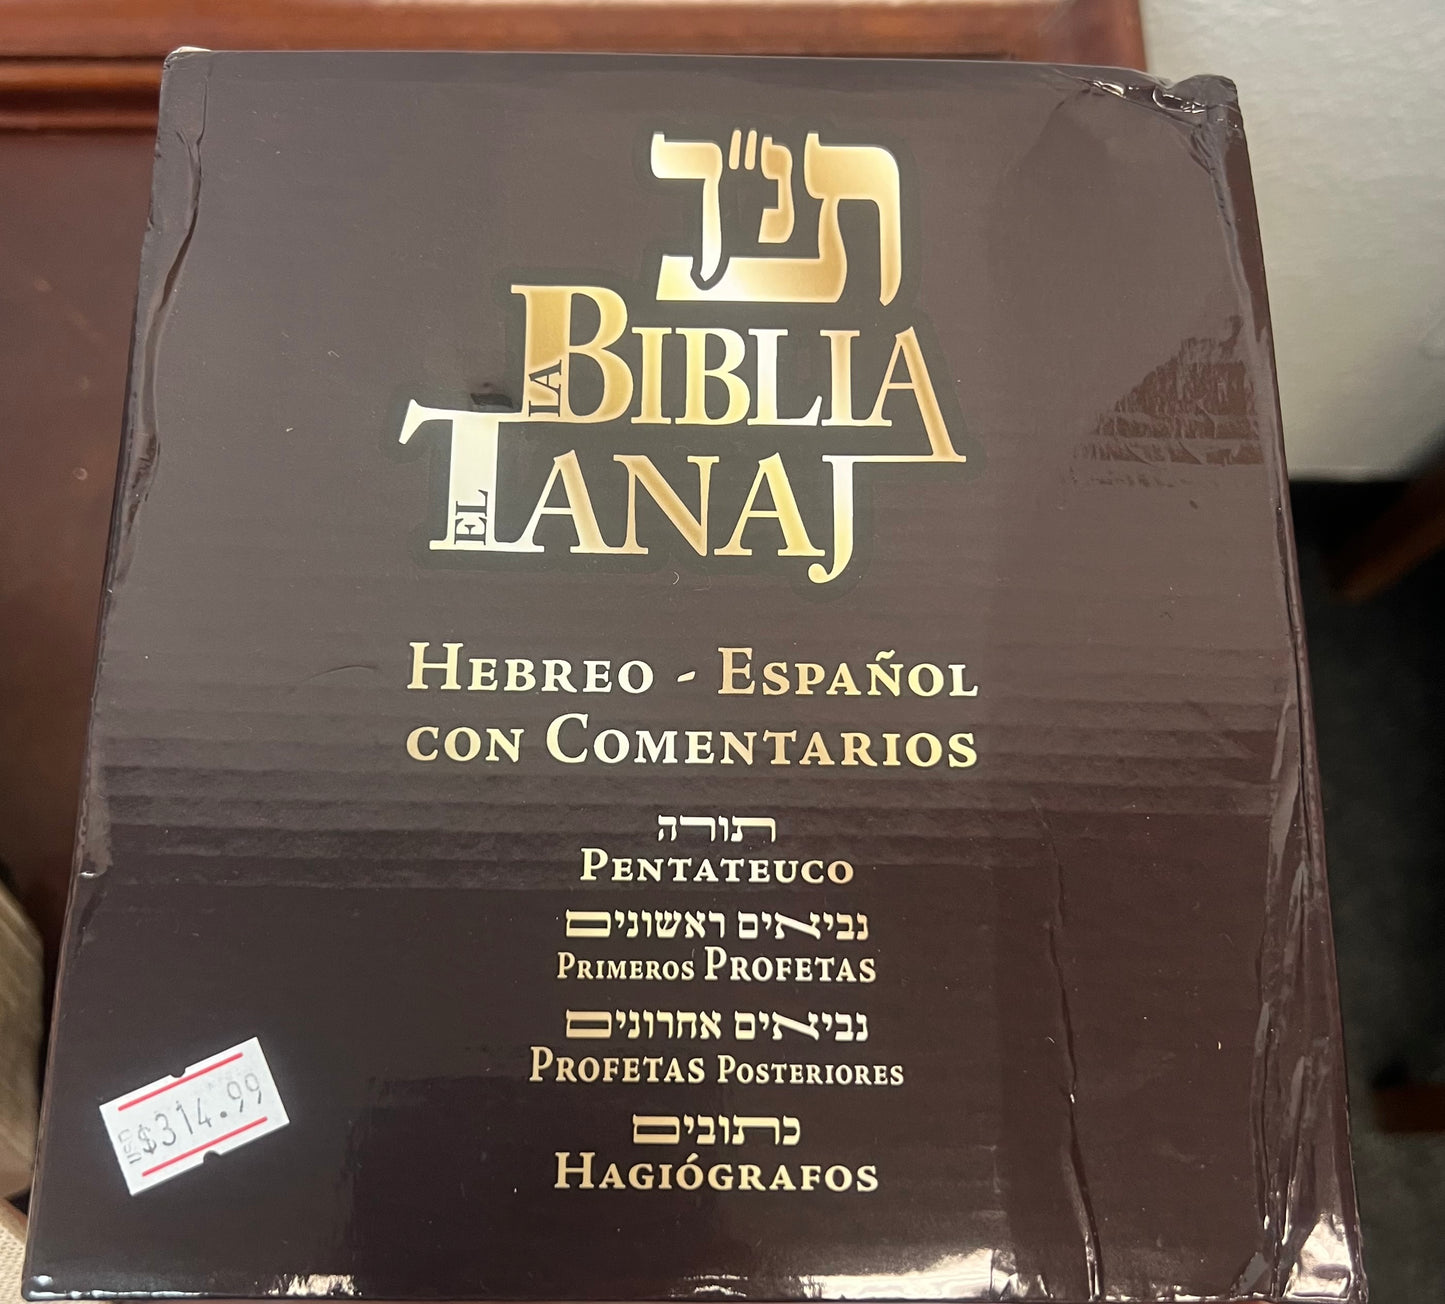 תנ"ך
LA BIBLIA
EL TANAJ
HEBREO - ESPAÑOL
CON COMENTARIOS
תורה
PENTATEUCO
נביאים ראשונים
PRIMEROS PROFETAS
נביאים אחרונים
PROFETAS POSTERIORES
כתובים
HAGIÓGRAFOS
$314.99